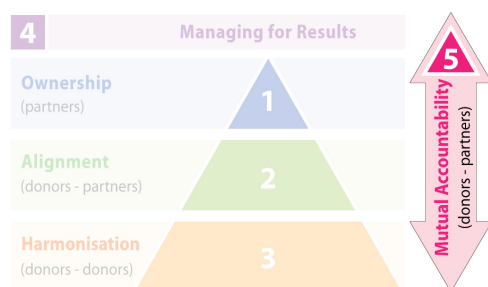 4 Managing for Results
Ownership
(partners)
1
Alignment
(donors - partners)
2
Harmonisation
(donors - donors)
3
5
Mutual Accountability
(donors - partners)